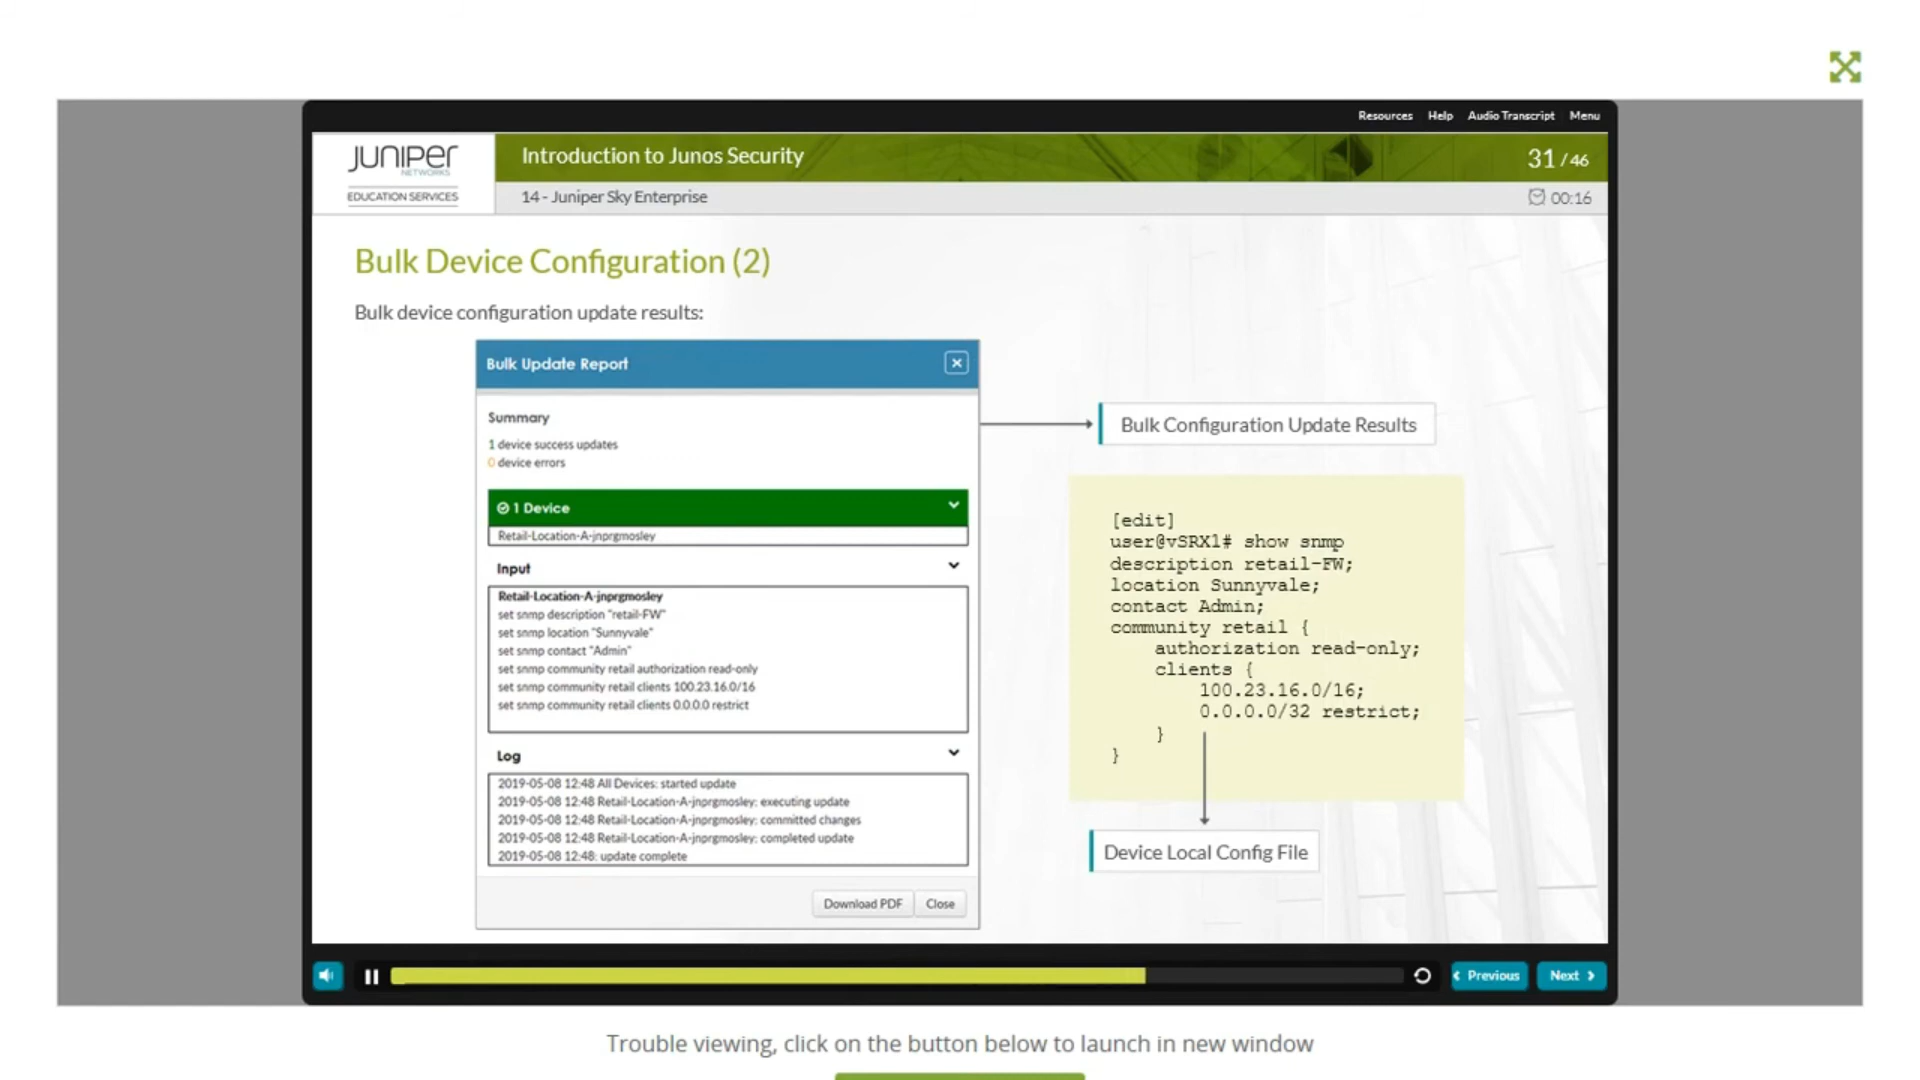 Resources Help Audio Transcript Menu
JUNIPER
NETWORKS
EDUCATION SERVICES
Introduction to Junos Security
31 / 46
14 - Juniper Sky Enterprise
00:16
Bulk Device Configuration (2)
Bulk device configuration update results:
Bulk Update Report
Summary
1 device success updates
0 device errors
1 Device
Retail-Location-A-jnprgmosley
Input
Retail-Location-A-jnprgmosley
set snmp description "retail-FW"
set snmp location "Sunnyvale"
set snmp contact "Admin"
set snmp community retail authorization read-only
set snmp community retail clients 100.23.16.0/16
set snmp community retail clients 0.0.0.0 restrict
Log
2019-05-08 12:48 All Devices: started update
2019-05-08 12:48 Retail-Location-A-jnprgmosley: executing update
2019-05-08 12:48 Retail-Location-A-jnprgmosley: committed changes
2019-05-08 12:48 Retail-Location-A-jnprgmosley: completed update
2019-05-08 12:48: update complete
Download PDF Close
Bulk Configuration Update Results
[edit]
user@vSRX1# show snmp
description retail-FW;
location Sunnyvale;
contact Admin;
community retail {
authorization read-only;
clients {
100.23.16.0/16;
0.0.0.0/32 restrict;
}
}
Device Local Config File
Previous Next
Trouble viewing, click on the button below to launch in new window